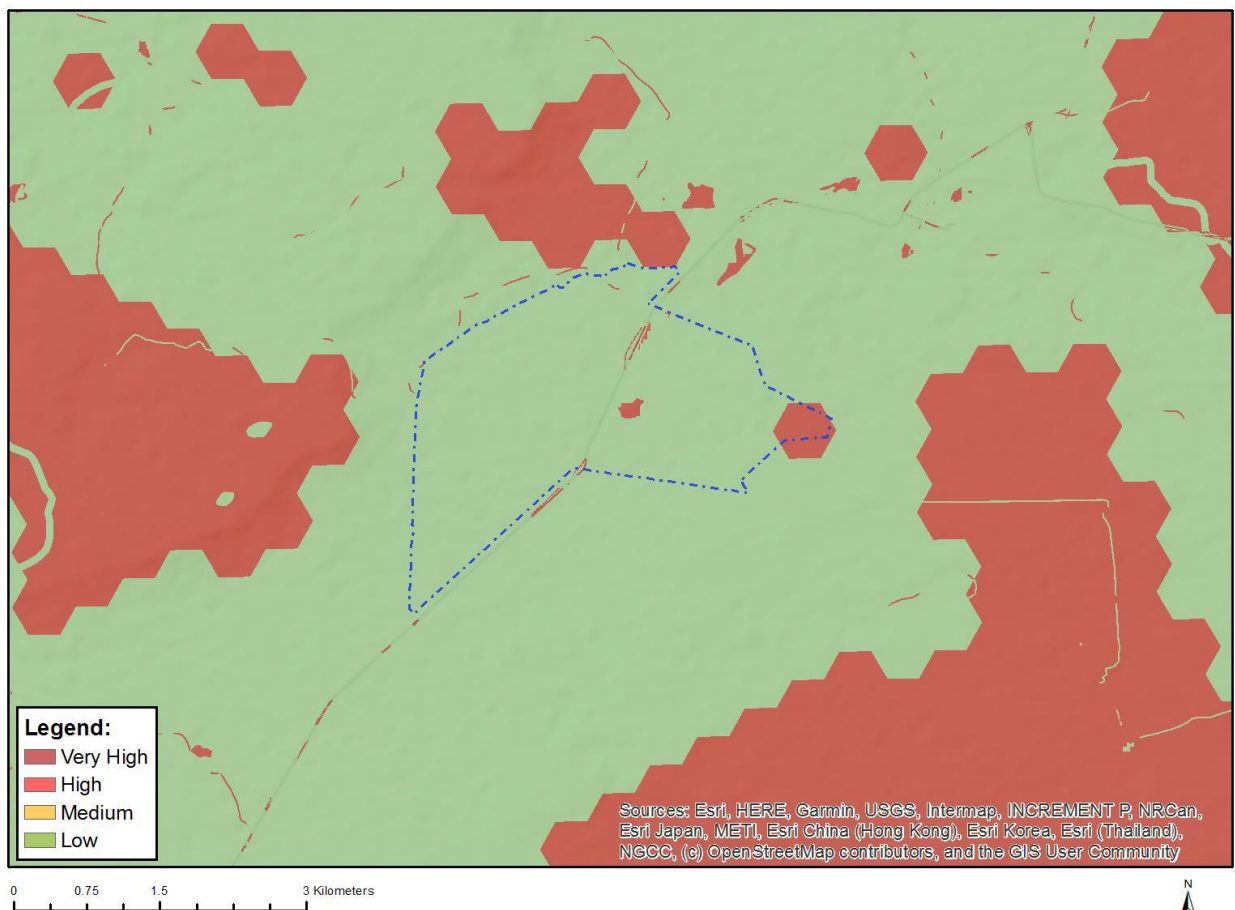 Legend:
Very High
High
Medium
Low
Sources: Esri, HERE, Garmin, USGS, Intermap, INCREMENT P, NRCan,
Esri Japan, METI, Esri China (Hong Kong), Esri Korea, Esri (Thailand),
NGCC, (c) OpenStreetMap contributors, and the GIS User Community
0 0.75 1.5 3 Kilometers
N